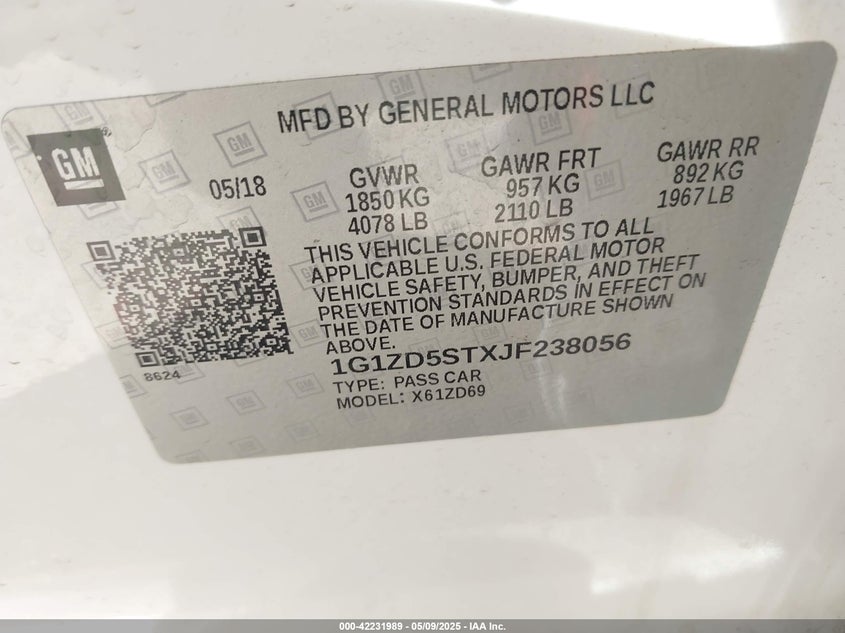 MFD BY GENERAL MOTORS LLC
GM
05/18
GVWR
1850 KG
4078 LB
GAWR FRT
957 KG
2110 LB
GAWR RR
892 KG
1967 LB
THIS VEHICLE CONFORMS TO ALL
APPLICABLE U.S. FEDERAL MOTOR
VEHICLE SAFETY, BUMPER, AND THEFT
PREVENTION STANDARDS IN EFFECT ON
THE DATE OF MANUFACTURE SHOWN
ABOVE.
8624
1G1ZD5STXJF238056
TYPE: PASS CAR
MODEL: X61ZD69
000-42231989 - 05/09/2025 - IAA Inc.